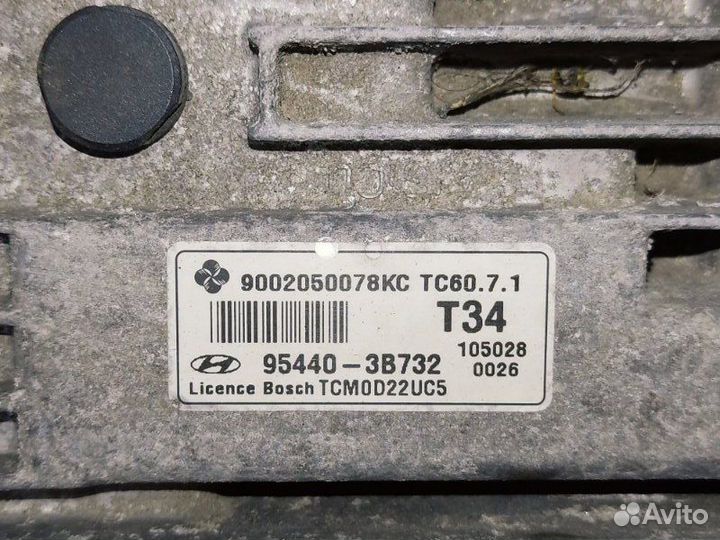 9002050078KC TC60.7.1
T34
95440-3B732
105028
0026
Licence Bosch TCM0D22UC5
Avito